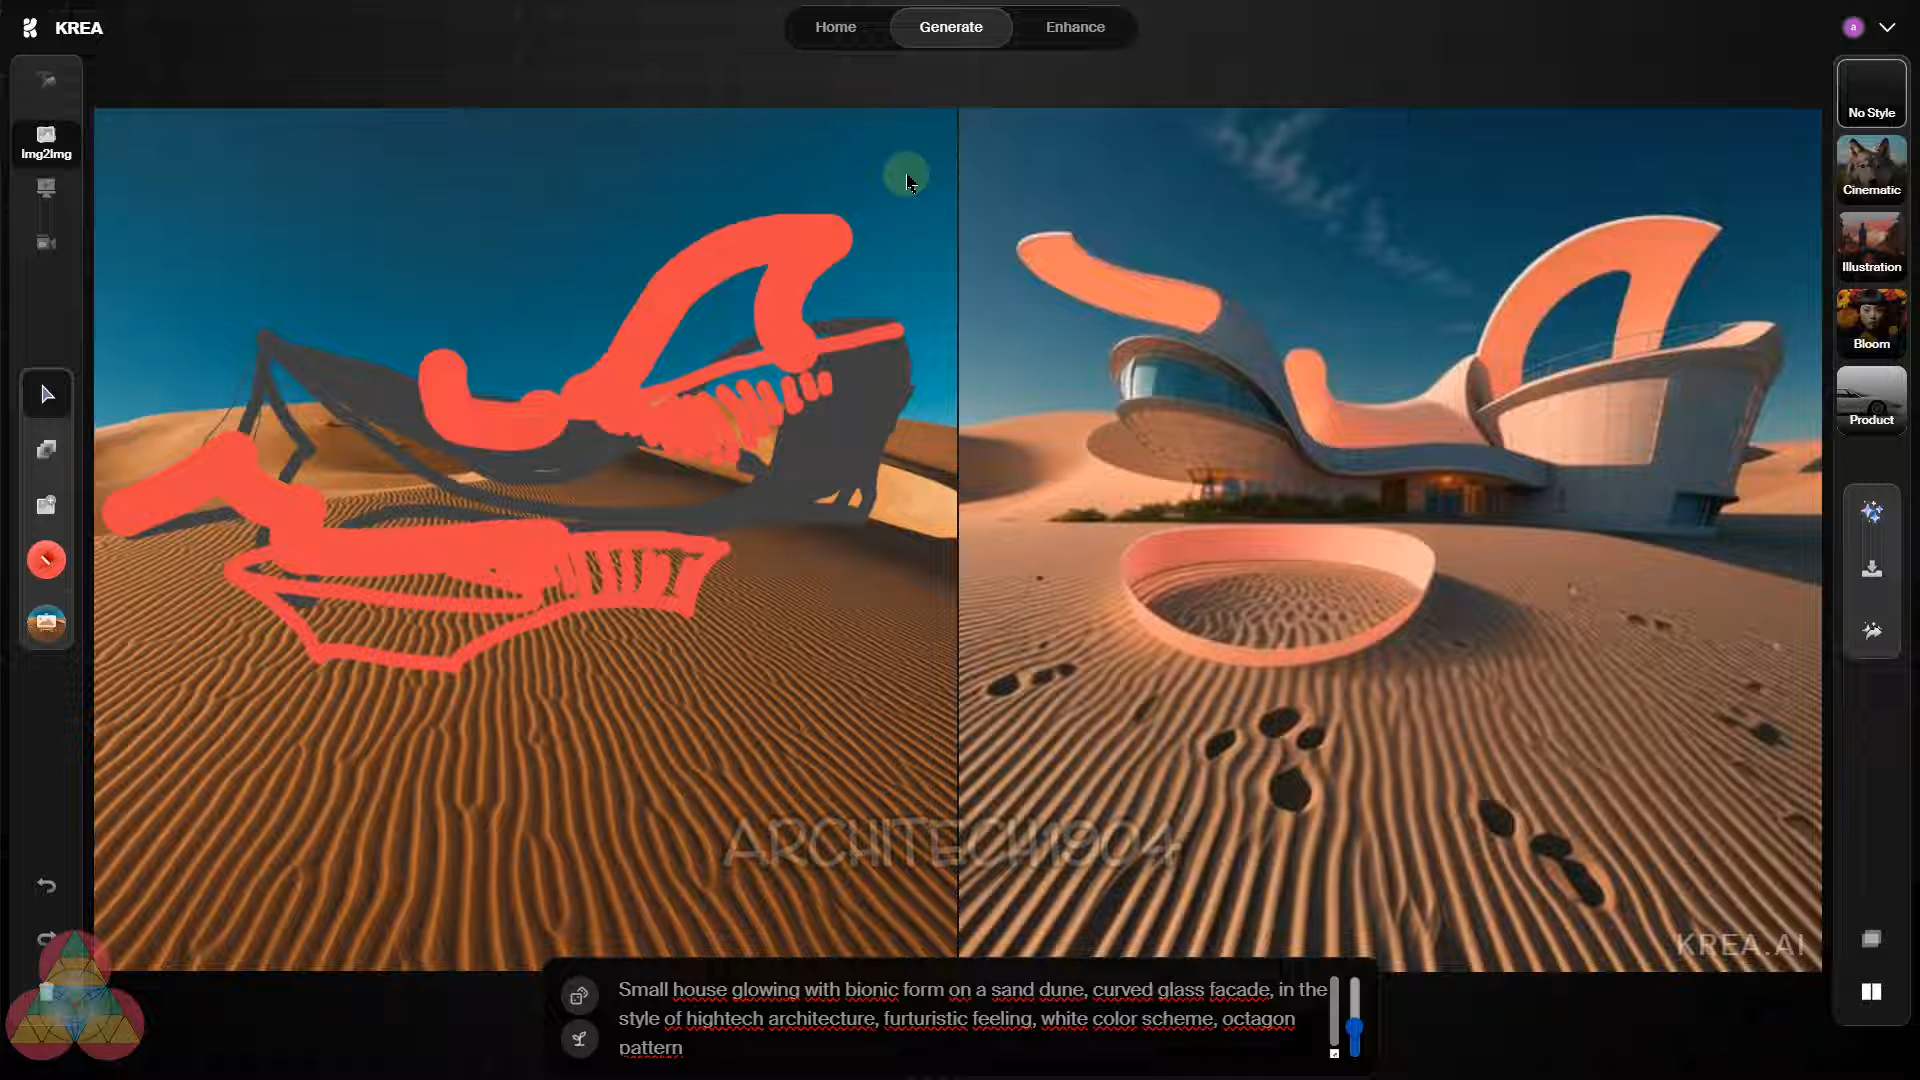 KREA
Home
Generate
Enhance
a
Img2Img
No Style
Cinematic
Illustration
Bloom
Product
ARCHITECH1904
KREA.AI
Small house glowing with bionic form on a sand dune, curved glass facade, in the
style of hightech architecture, furturistic feeling, white color scheme, octagon
pattern